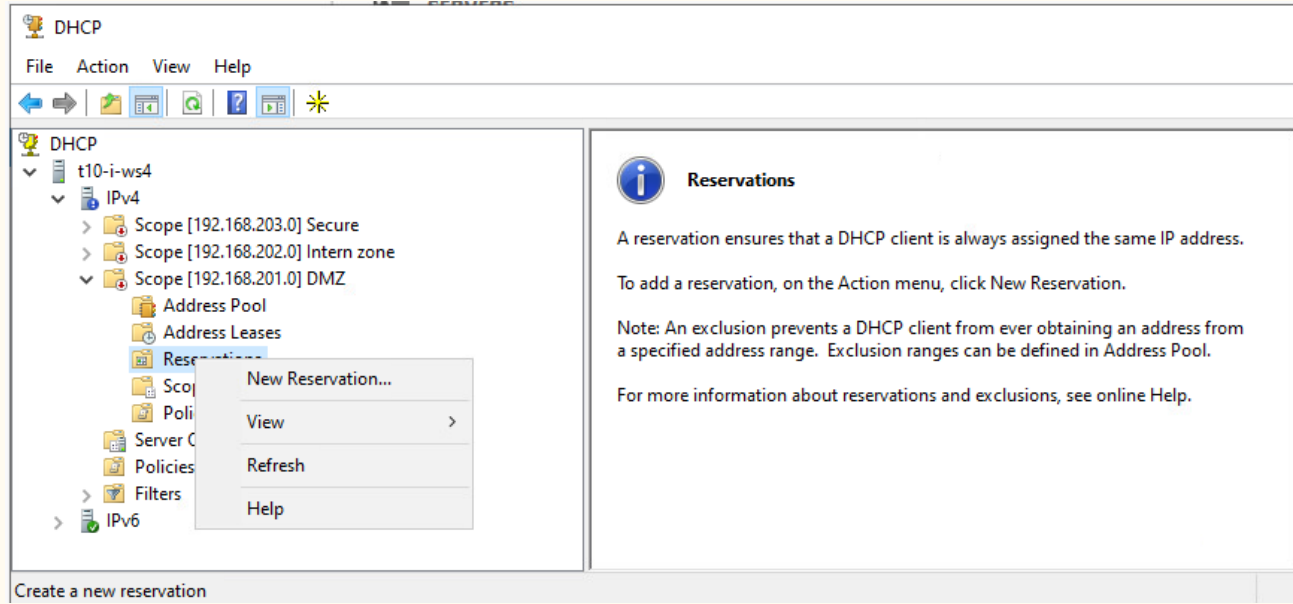 DHCP
File Action View Help
DHCP
t10-i-ws4
IPv4
Scope [192.168.203.0] Secure
Scope [192.168.202.0] Intern zone
Scope [192.168.201.0] DMZ
Address Pool
Address Leases
Reservations
Scop
Poli
Server O
Policies
Filters
IPv6
New Reservation...
View
Refresh
Help
Reservations
A reservation ensures that a DHCP client is always assigned the same IP address.
To add a reservation, on the Action menu, click New Reservation.
Note: An exclusion prevents a DHCP client from ever obtaining an address from
a specified address range. Exclusion ranges can be defined in Address Pool.
For more information about reservations and exclusions, see online Help.
Create a new reservation